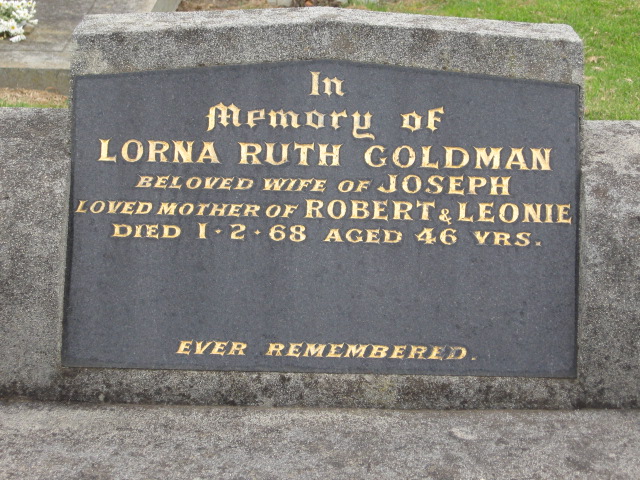 In
Memory of
LORNA RUTH GOLDMAN
BELOVED WIFE OF JOSEPH
LOVED MOTHER OF ROBERT & LEONIE
DIED 1·2·68 AGED 46 YRS.
EVER REMEMBERED.